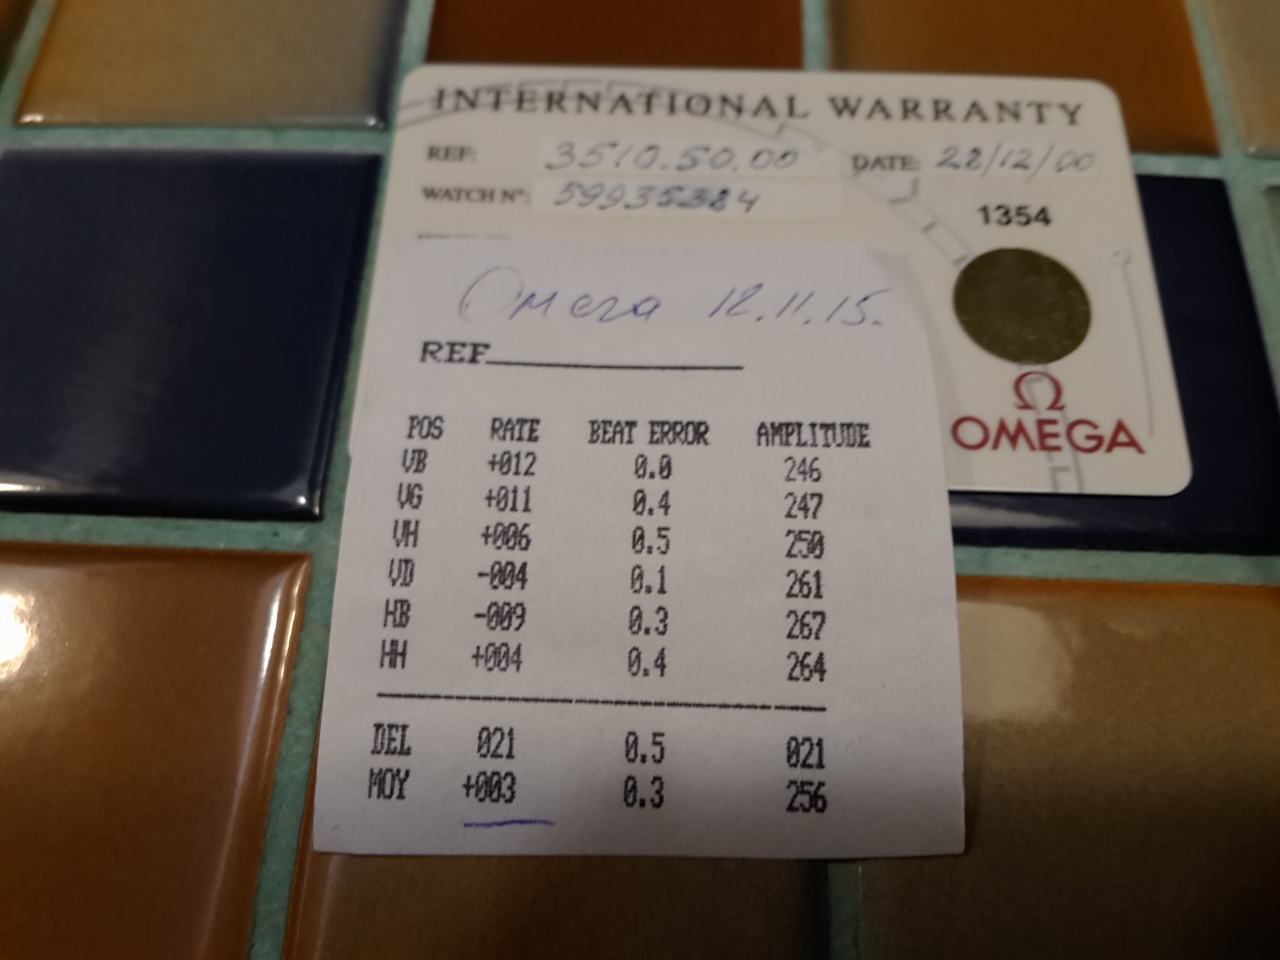 INTERNATIONAL WARRANTY
REF: 3510.50.00 DATE: 22/12/00
WATCH Nº: 59935384
1354
Омега 12.11.15.
REF
Ω
OMEGA
POS RATE BEAT ERROR AMPLITUDE
VB +012 0.0 246
VG +011 0.4 247
VH +006 0.5 250
VD -004 0.1 261
HB -009 0.3 267
HH +004 0.4 264
DEL 021 0.5 021
MOY +003 0.3 256